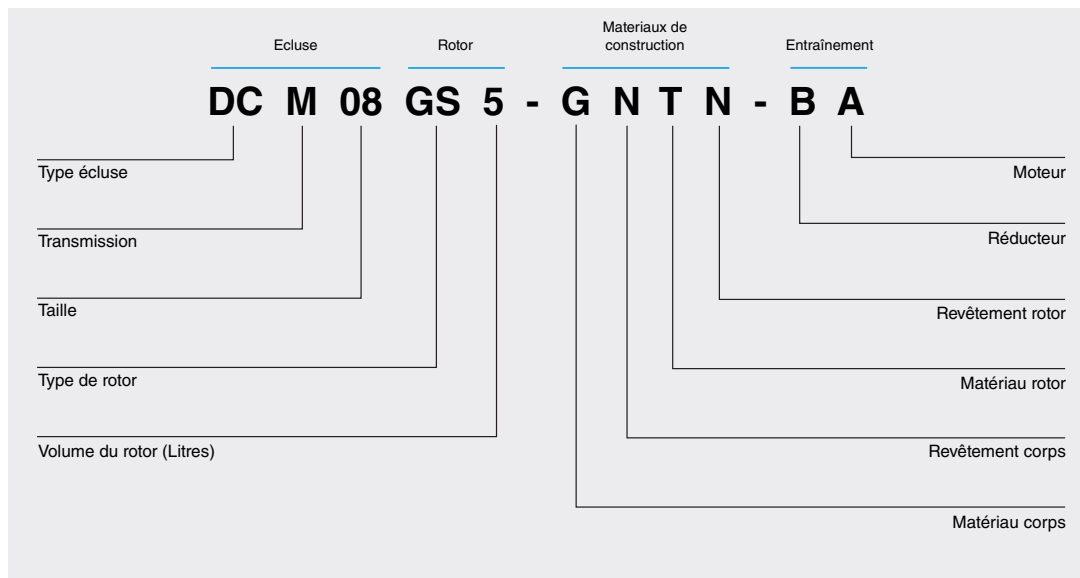 Ecluse
Rotor
Materiaux de
construction
Entraînement
DC M 08 GS 5 - G N T N - B A
Type écluse
Moteur
Transmission
Réducteur
Taille
Revêtement rotor
Type de rotor
Matériau rotor
Volume du rotor (Litres)
Revêtement corps
Matériau corps